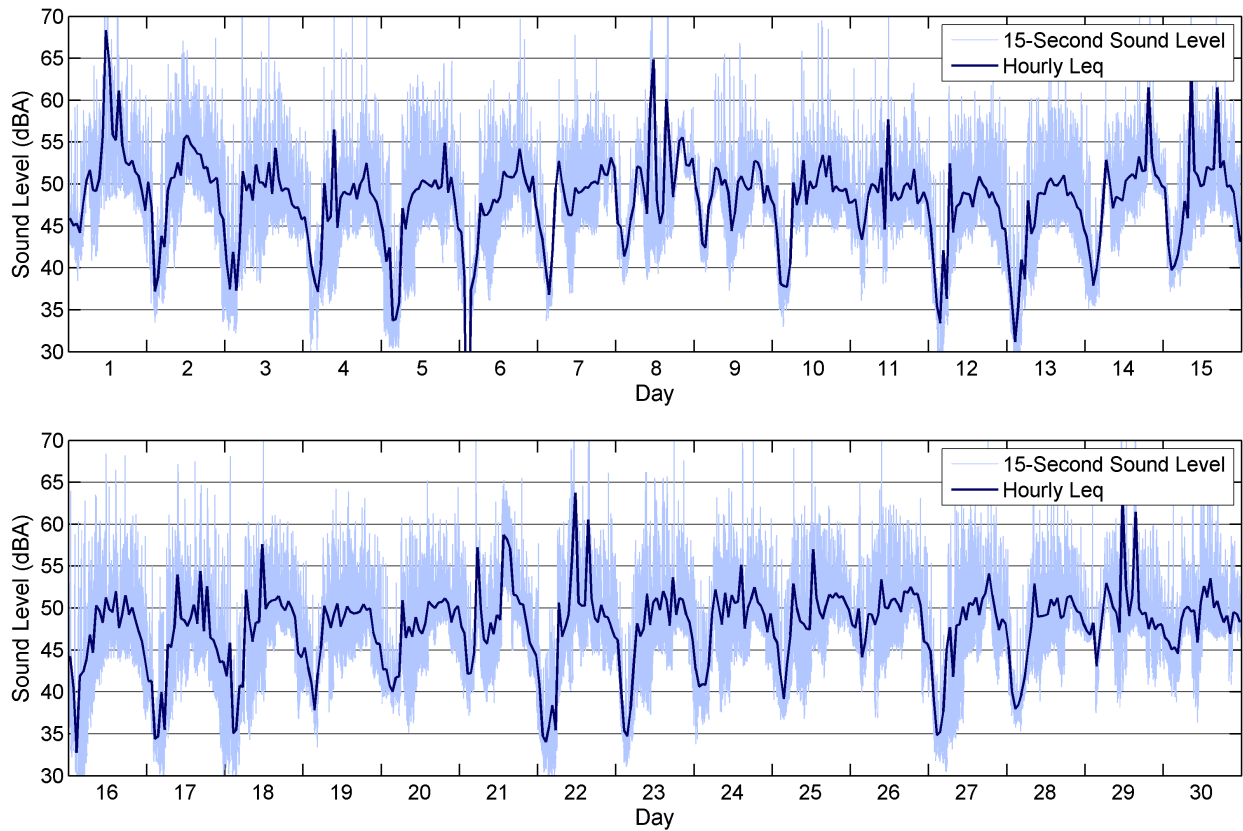 70
65
60
55
50
45
40
35
30
Sound Level (dBA)
15-Second Sound Level
Hourly Leq
1 2 3 4 5 6 7 8 9 10 11 12 13 14 15
Day
70
65
60
55
50
45
40
35
30
Sound Level (dBA)
15-Second Sound Level
Hourly Leq
16 17 18 19 20 21 22 23 24 25 26 27 28 29 30
Day